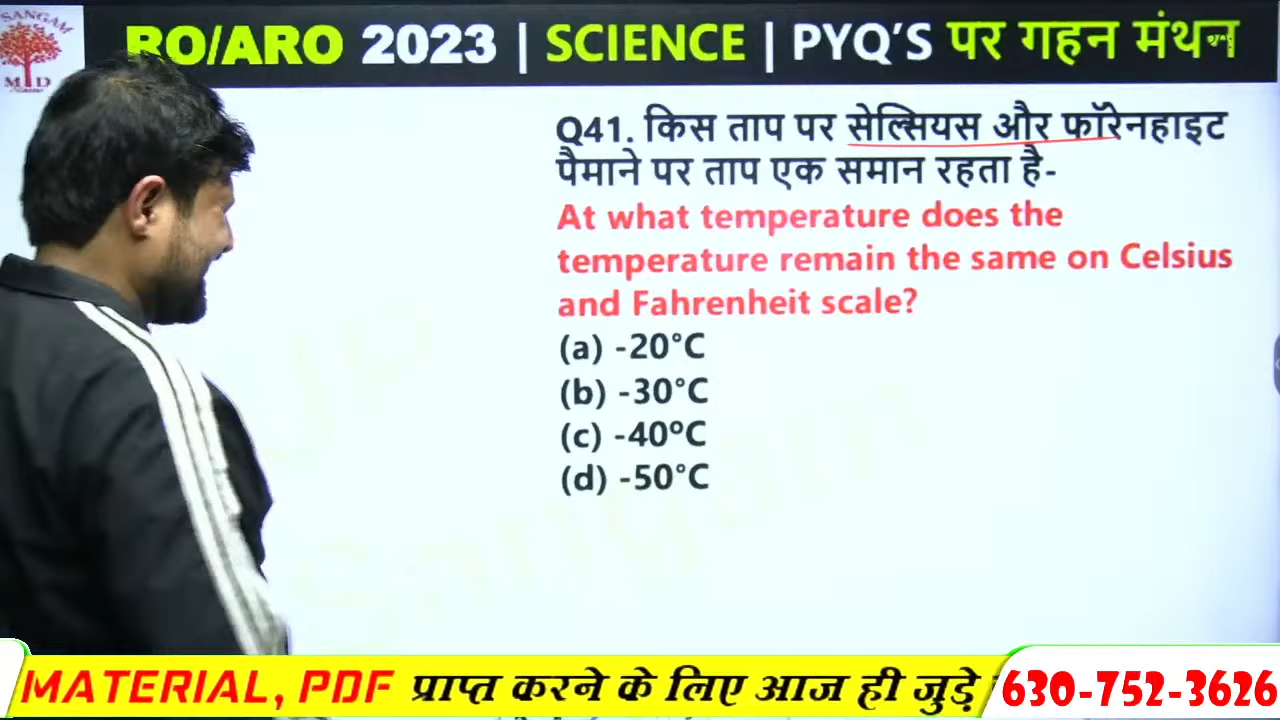 SANGAM
M D
RO/ARO 2023 | SCIENCE | PYQ'S पर गहन मंथन
Q41. किस ताप पर सेल्सियस और फॉरेनहाइट
पैमाने पर ताप एक समान रहता है-
At what temperature does the
temperature remain the same on Celsius
and Fahrenheit scale?
(a) -20°C
(b) -30°C
(c) -40°C
(d) -50°C
MATERIAL, PDF प्राप्त करने के लिए आज ही जुड़े
630-752-3626